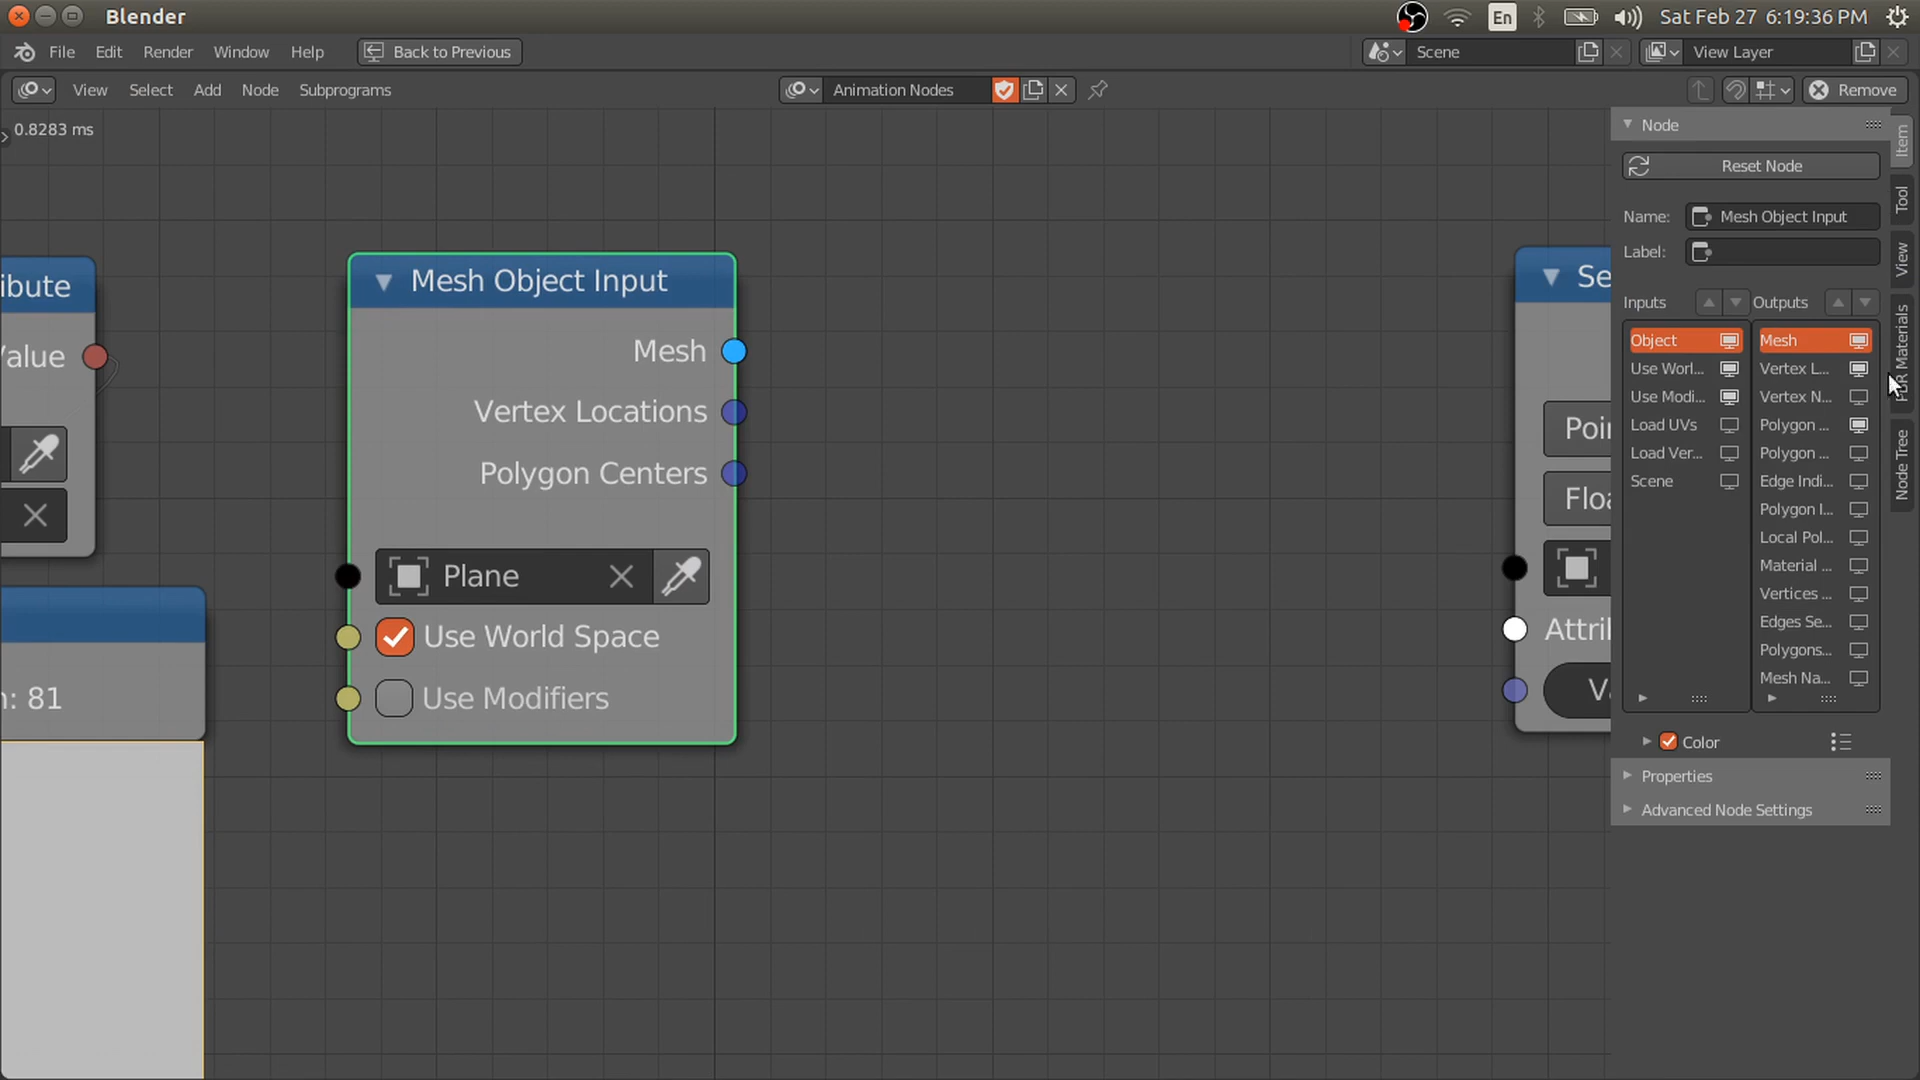 Blender
En
Sat Feb 27 6:19:36 PM
File Edit Render Window Help Back to Previous
Scene
View Layer
View Select Add Node Subprograms
Animation Nodes
Remove
0.8283 ms
Node
Reset Node
Name: Mesh Object Input
Label:
Inputs
Outputs
Object
Use Worl...
Use Modi...
Load UVs
Load Ver...
Scene
Mesh
Vertex L...
Vertex N...
Polygon ...
Polygon ...
Edge Indi...
Polygon I...
Local Pol...
Material ...
Vertices ...
Edges Se...
Polygons...
Mesh Na...
Color
Properties
Advanced Node Settings
Item
Tool
View
Materials
Node Tree
ibute
Value
n: 81
Mesh Object Input
Mesh
Vertex Locations
Polygon Centers
Plane
Use World Space
Use Modifiers
Se
Poi
Floa
Attril
Va